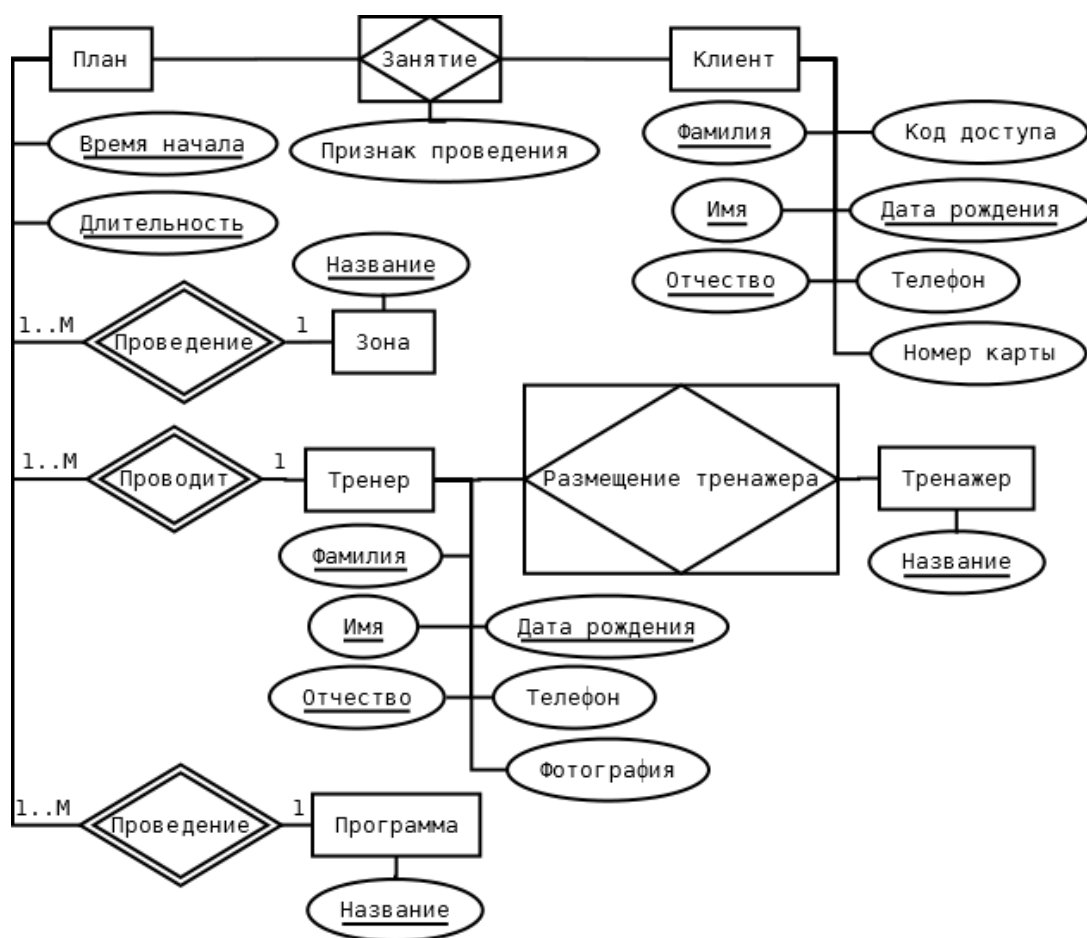 План
Занятие
Клиент
Время начала
Признак проведения
Фамилия
Код доступа
Длительность
Имя
Дата рождения
Название
Отчество
Телефон
1..М
Проведение
1
Зона
Номер карты
1..М
Проводит
1
Тренер
Размещение тренажера
Тренажер
Фамилия
Название
Имя
Дата рождения
Отчество
Телефон
Фотография
1..М
Проведение
1
Программа
Название